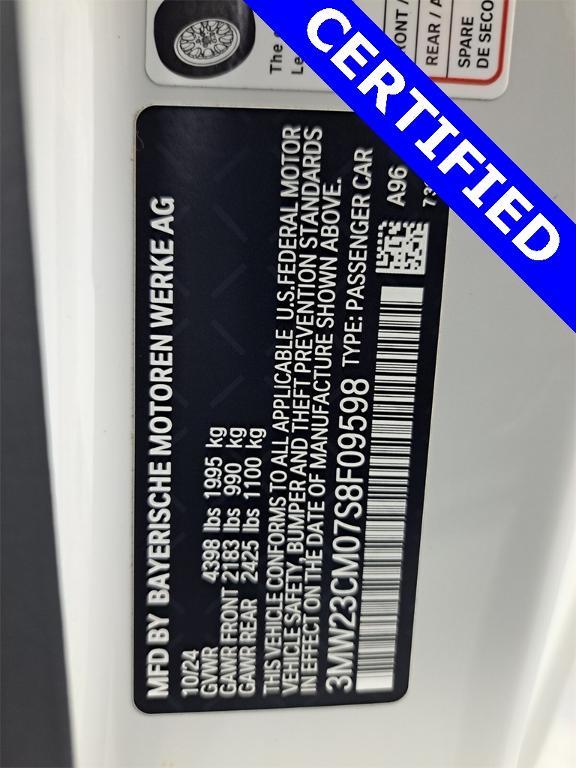 CERTIFIED
The
Le
RONT /
REAR / A
SPARE
DE SECO
MFD BY BAYERISCHE MOTOREN WERKE AG
10/24
GVWR 4398 lbs 1995 kg
GAWR FRONT 2183 lbs 990 kg
GAWR REAR 2425 lbs 1100 kg
THIS VEHICLE CONFORMS TO ALL APPLICABLE U.S.FEDERAL MOTOR
VEHICLE SAFETY, BUMPER AND THEFT PREVENTION STANDARDS
IN EFFECT ON THE DATE OF MANUFACTURE SHOWN ABOVE.
3MW23CM07S8F09598 TYPE: PASSENGER CAR
A96